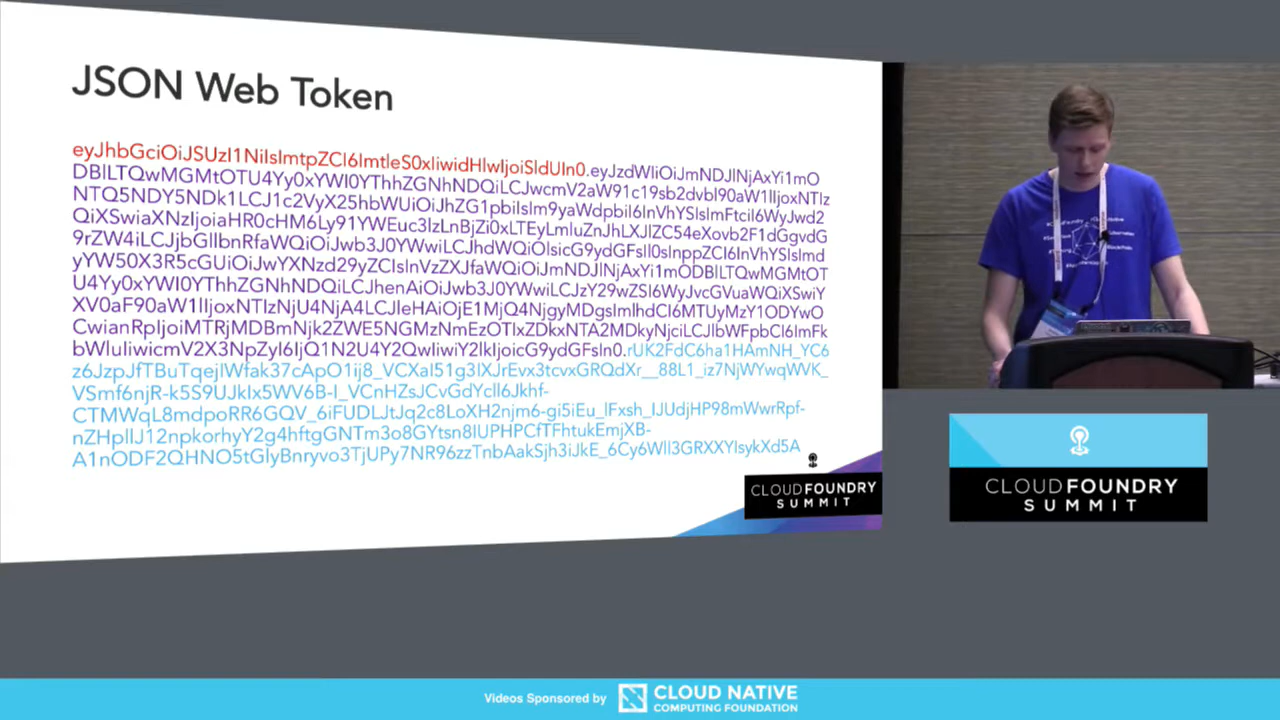 JSON Web Token
eyJhbGciOiJSUzI1NiIsImtpZCI6ImtleS0xIiwidHlwIjoiSldUIn0.eyJzdWIiOiJmNDJlNjAxYi1mO
DBlLTQwMGMtOTU4Yy0xYWI0YThhZGNhNDQiLCJwcmV2aW91c19sb2dvbl90aW1lIjoxNTIz
NTQ5NDY5NDk1LCJ1c2VyX25hbWUiOiJhZG1pbiIsIm9yaWdpbiI6InVhYSIsImFtciI6WyJwd2
QiXSwiaXNzIjoiaHR0cHM6Ly91YWEuc3lzLnBjZi0xLTEyLmluZnJhLXJlZC54eXovb2F1dGgvdG
9rZW4iLCJjbGllbnRfaWQiOiJwb3J0YWwiLCJhdWQiOlsicG9ydGFsIl0sInppZCI6InVhYSIsImd
yYW50X3R5cGUiOiJwYXNzd29yZCIsInVzZXJfaWQiOiJmNDJlNjAxYi1mODBlLTQwMGMtOT
U4Yy0xYWI0YThhZGNhNDQiLCJhenAiOiJwb3J0YWwiLCJzY29wZSI6WyJvcGVuaWQiXSwiY
XV0aF90aW1lIjoxNTIzNjU4NjA4LCJleHAiOjE1MjQ4NjgyMDgsImlhdCI6MTUyMzY1ODYwO
CwianRpIjoiMTRjMDBmNjk2ZWE5NGMzNmEzOTIxZDkxNTA2MDkyNjciLCJlbWFpbCI6ImFk
bWluIiwicmV2X3NpZyI6IjQ1N2U4Y2QwIiwiY2lkIjoicG9ydGFsIn0.rUK2FdC6ha1HAmNH_YC6
z6JzpJfTBuTqejIWfak37cApO1ij8_VCXaI51g3IXJrEvx3tcvxGRQdXr__88L1_iz7NjWYwqWVK_
VSmf6njR-k5S9UJkIx5WV6B-I_VCnHZsJCvGdYcll6Jkhf-
CTMWqL8mdpoRR6GQV_6iFUDLJtJq2c8LoXH2njm6-gi5iEu_lFxsh_IJUdjHP98mWwrRpf-
nZHpllJ12npkorhyY2g4hftgGNTm3o8GYtsn8IUPHPCfTFhtukEmjXB-
A1nODF2QHNO5tGlyBnryvo3TjUPy7NR96zzTnbAakSjh3iJkE_6Cy6Wll3GRXXYIsykXd5A
CLOUDFOUNDRY
SUMMIT
CLOUDFOUNDRY
SUMMIT
Videos Sponsored by
CLOUD NATIVE
COMPUTING FOUNDATION